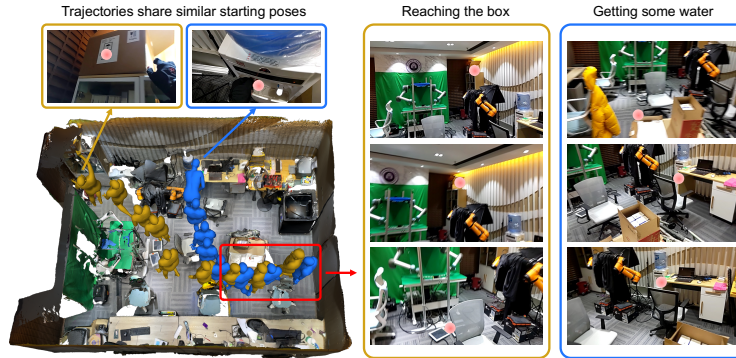 Trajectories share similar starting poses
Reaching the box
Getting some water